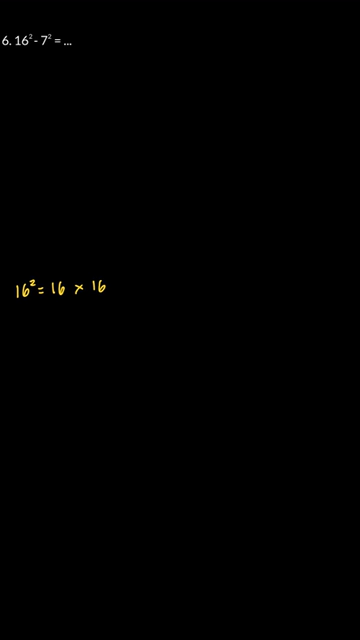 6. 16² - 7² = ...
16² = 16 × 16